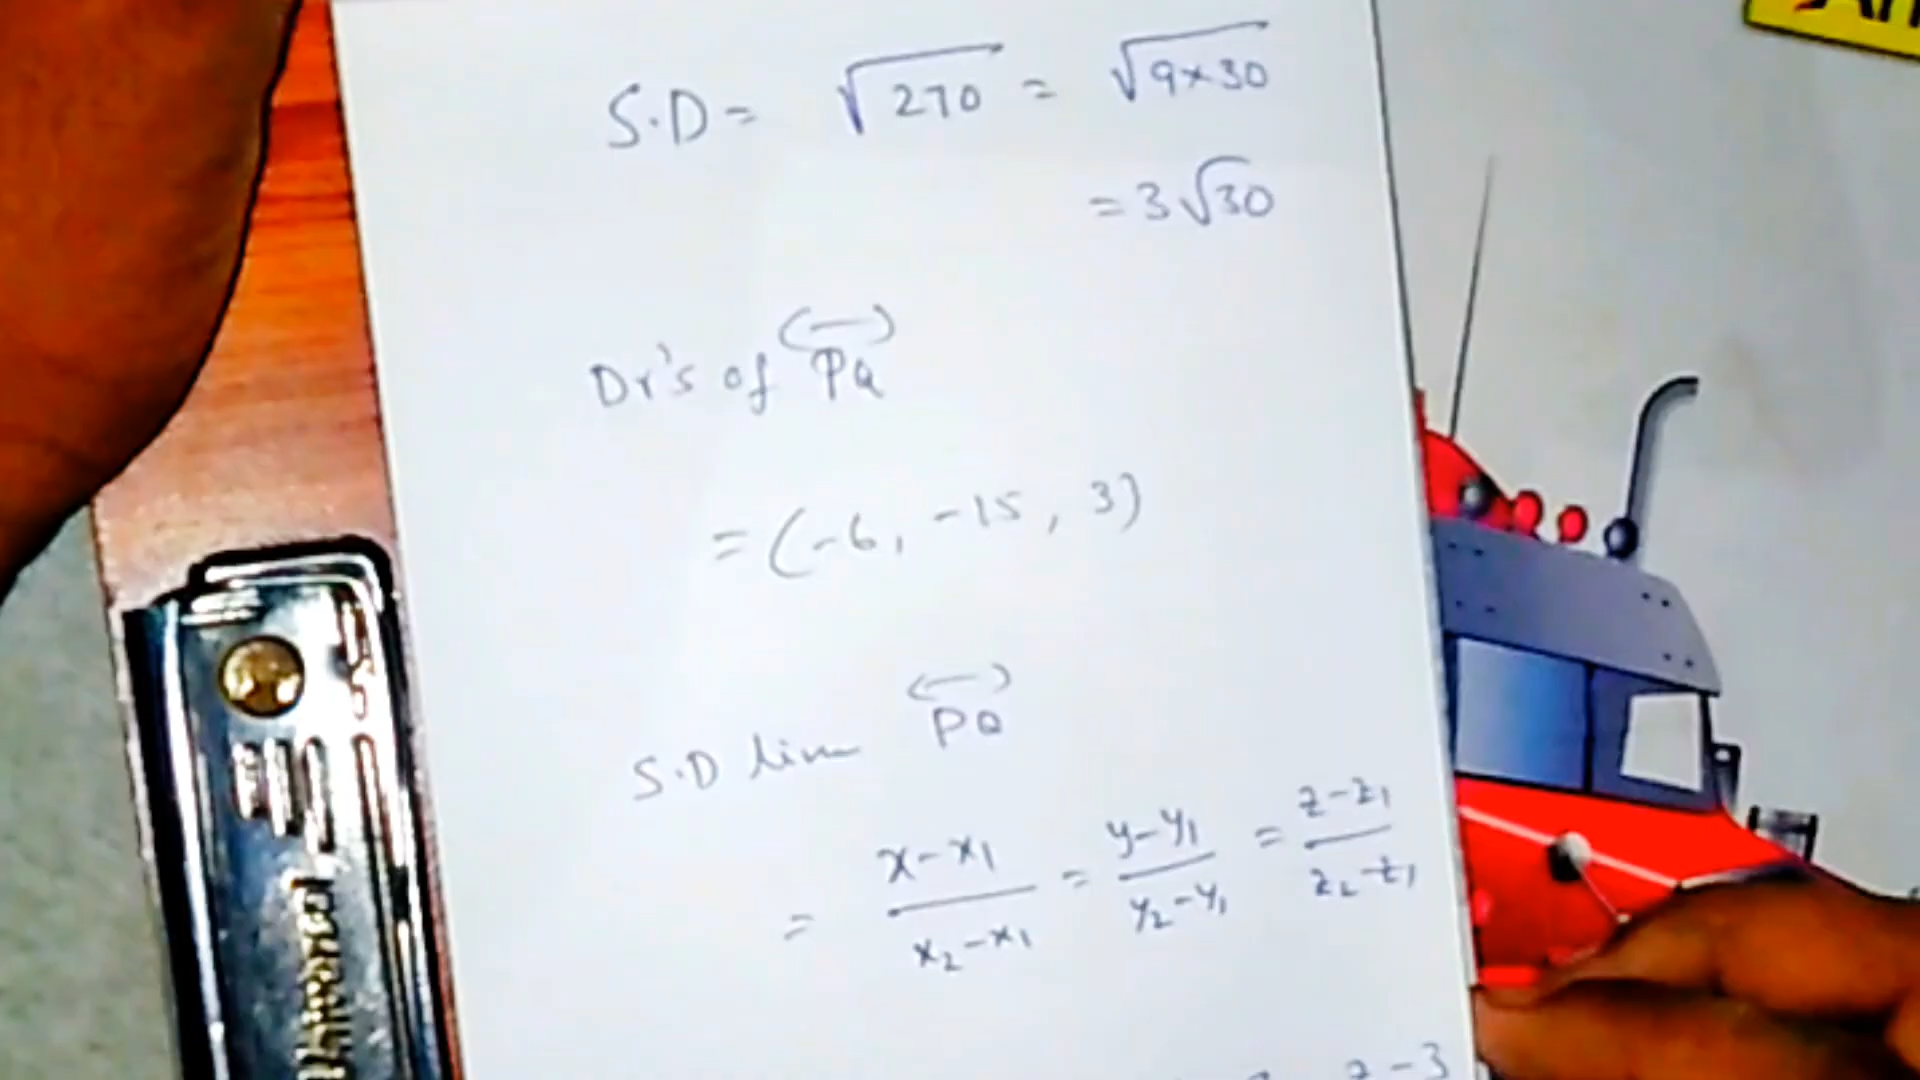 S.D = √270 = √9×30
= 3√30
Dr's of PQ
= (-6, -15, 3)
S.D line PQ
= x-x₁/x₂-x₁ = y-y₁/y₂-y₁ = z-z₁/z₂-z₁
z-3